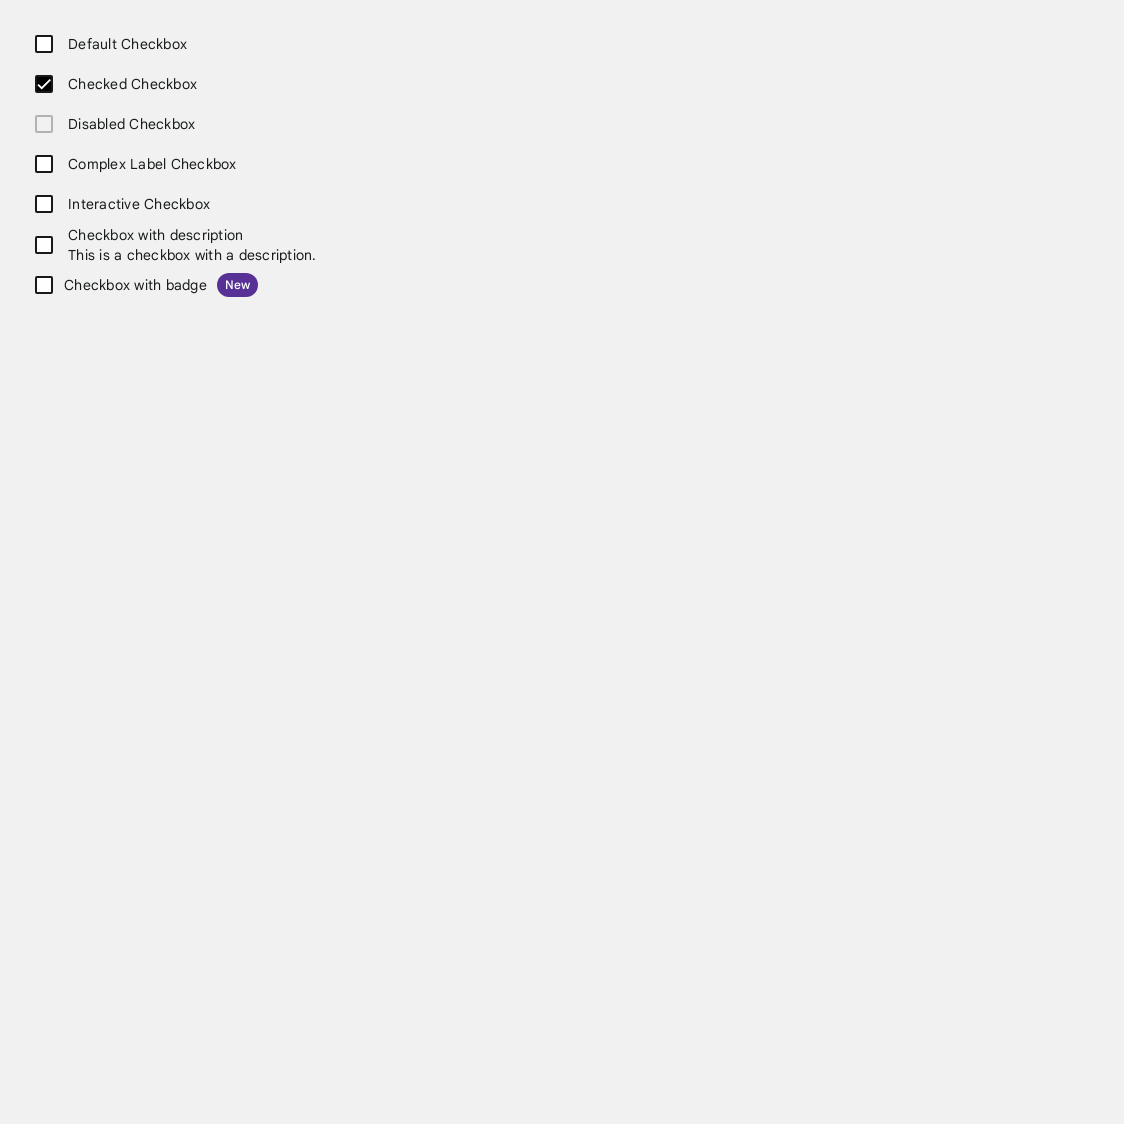 Default Checkbox
Checked Checkbox
Disabled Checkbox
Complex Label Checkbox
Interactive Checkbox
Checkbox with description
This is a checkbox with a description.
Checkbox with badge New